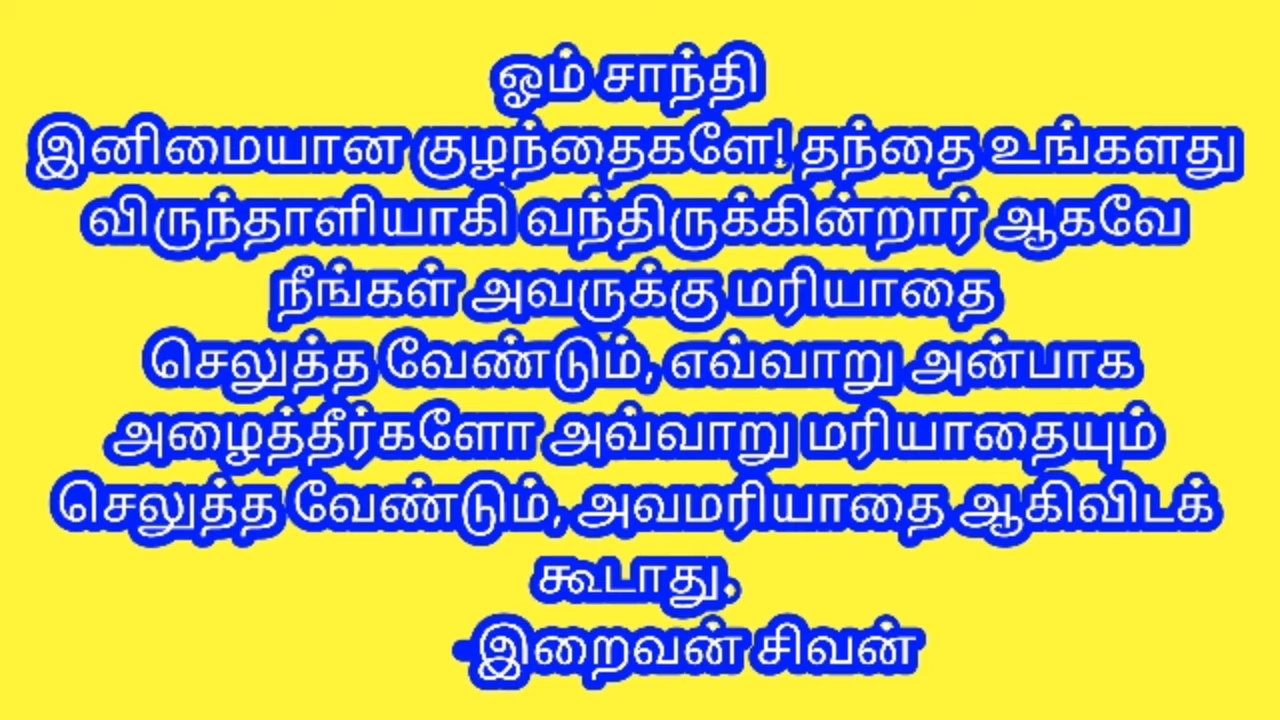 ஓம் சாந்தி
இனிமையான குழந்தைகளே! தந்தை உங்களது
விருந்தாளியாகி வந்திருக்கின்றார் ஆகவே
நீங்கள் அவருக்கு மரியாதை
செலுத்த வேண்டும், எவ்வாறு அன்பாக
அழைத்தீர்களோ அவ்வாறு மரியாதையும்
செலுத்த வேண்டும், அவமரியாதை ஆகிவிடக்
கூடாது.
-இறைவன் சிவன்